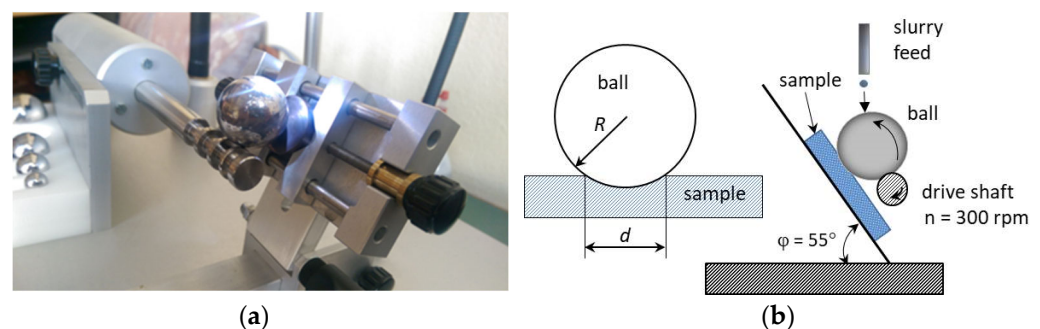 slurry
feed
sample
ball
ball
R
sample
drive shaft
n = 300 rpm
d
φ = 55°
(a)
(b)